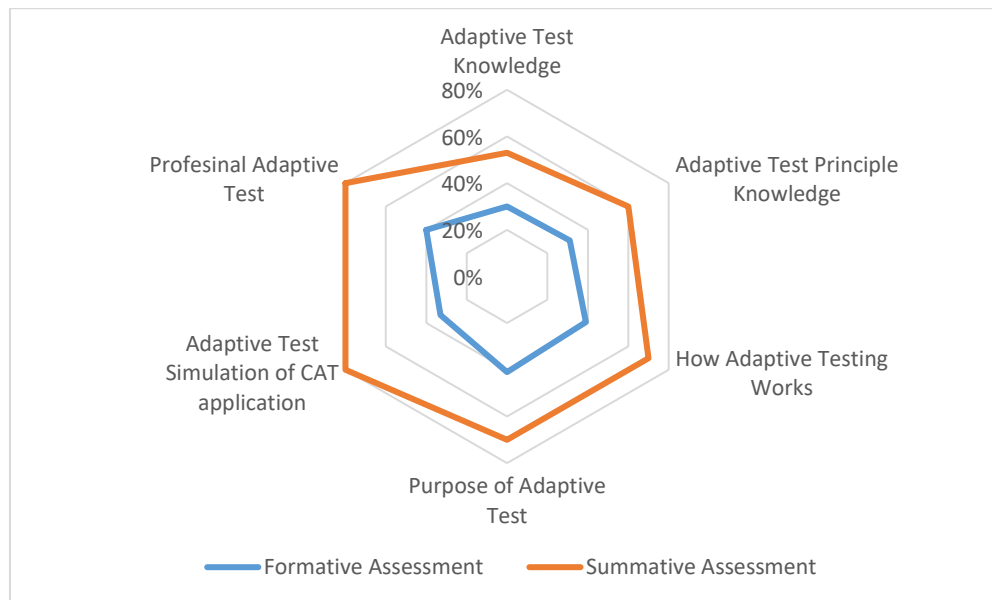 Adaptive Test
Knowledge
80%
60%
40%
20%
0%
Profesinal Adaptive
Test
Adaptive Test Principle
Knowledge
Adaptive Test
Simulation of CAT
application
How Adaptive Testing
Works
Purpose of Adaptive
Test
Formative Assessment
Summative Assessment